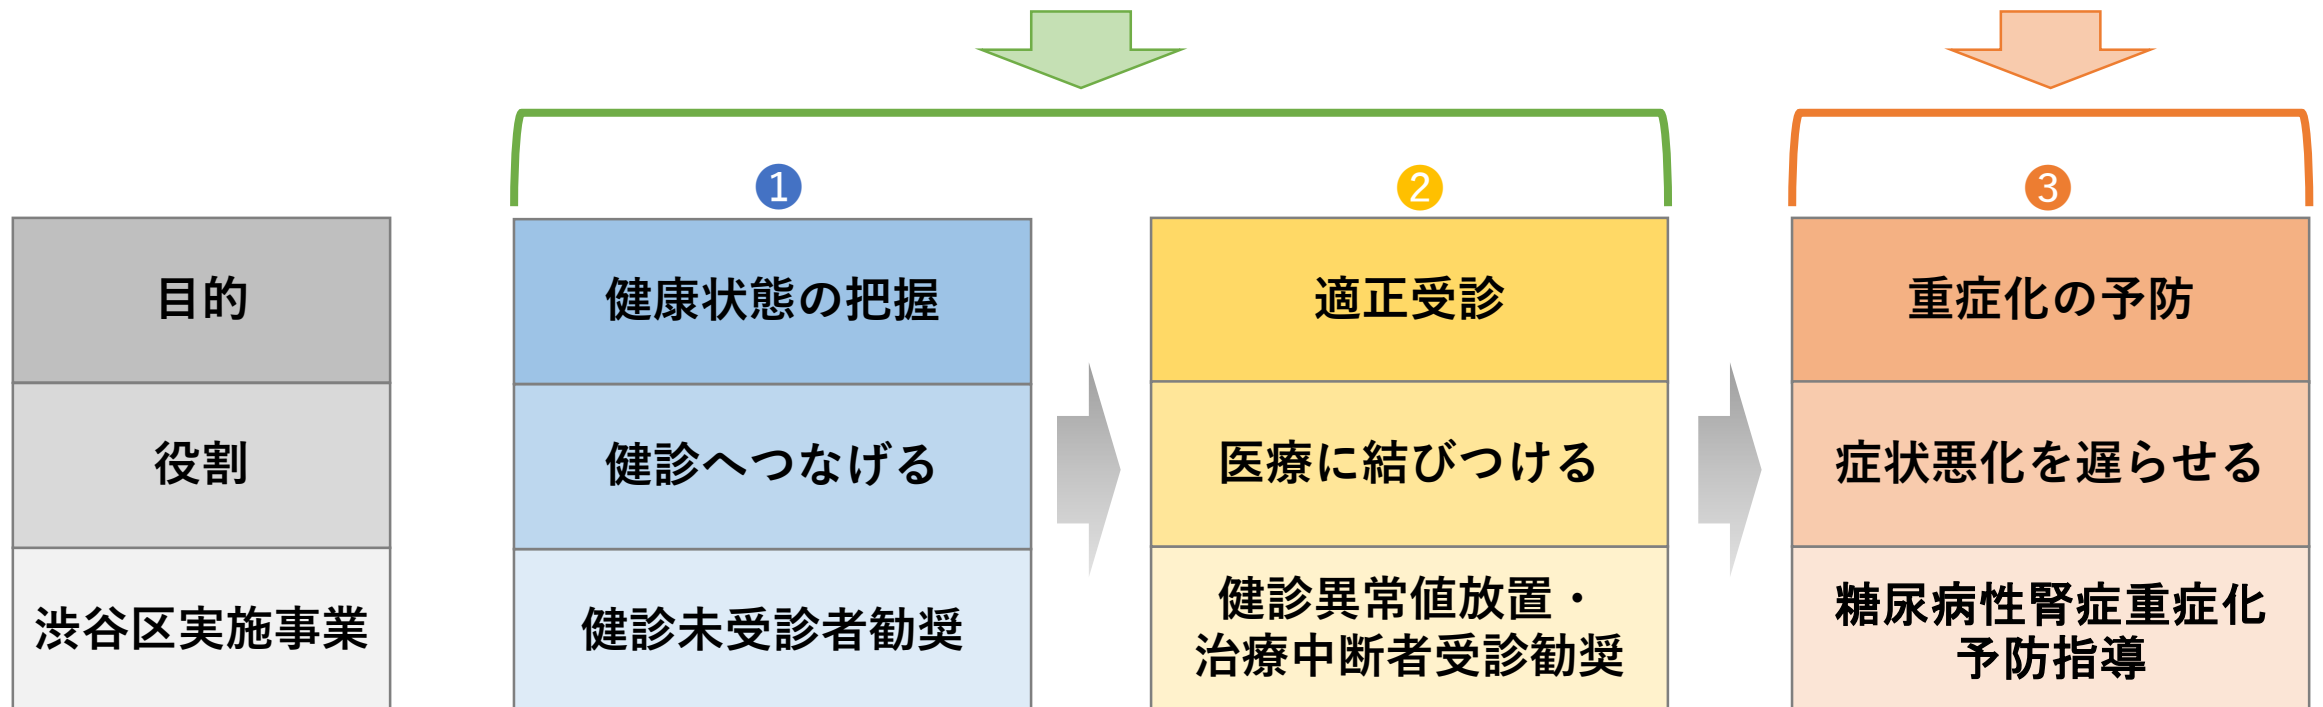 ❶
❷
❸
目的
健康状態の把握
適正受診
重症化の予防
役割
健診へつなげる
医療に結びつける
症状悪化を遅らせる
渋谷区実施事業
健診未受診者勧奨
健診異常値放置・
治療中断者受診勧奨
糖尿病性腎症重症化
予防指導